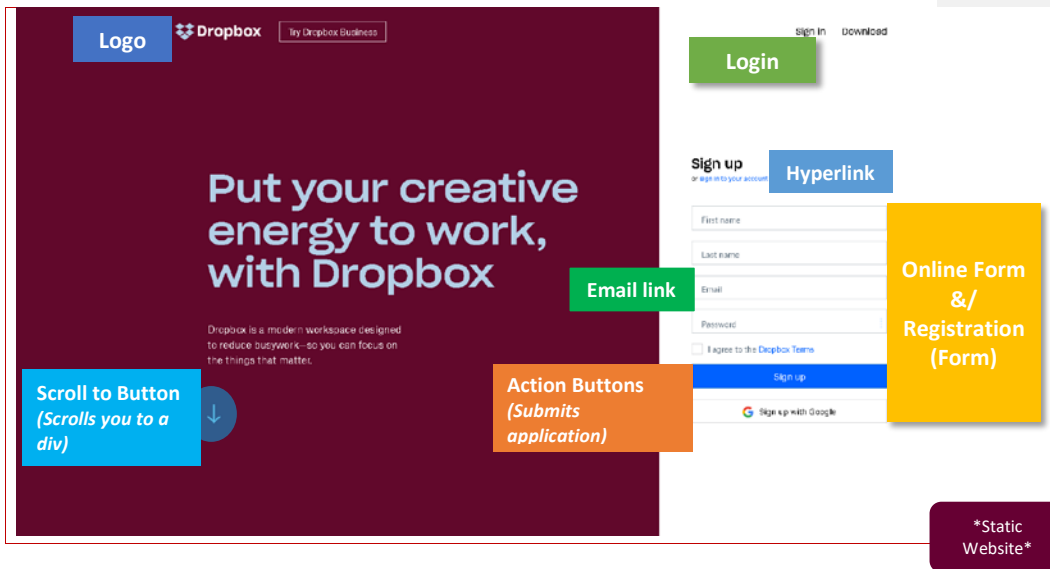 Logo
Dropbox
Try Dropbox Business
Sign in Download
Login
Sign up
or sign in to your account
Hyperlink
Put your creative
energy to work,
with Dropbox
First name
Last name
Email link
Email
Password
Online Form
&/
Registration
(Form)
Dropbox is a modern workspace designed
to reduce busywork—so you can focus on
the things that matter.
I agree to the Dropbox Terms
Scroll to Button
(Scrolls you to a
div)
Action Buttons
(Submits
application)
Sign up
Sign up with Google
*Static
Website*